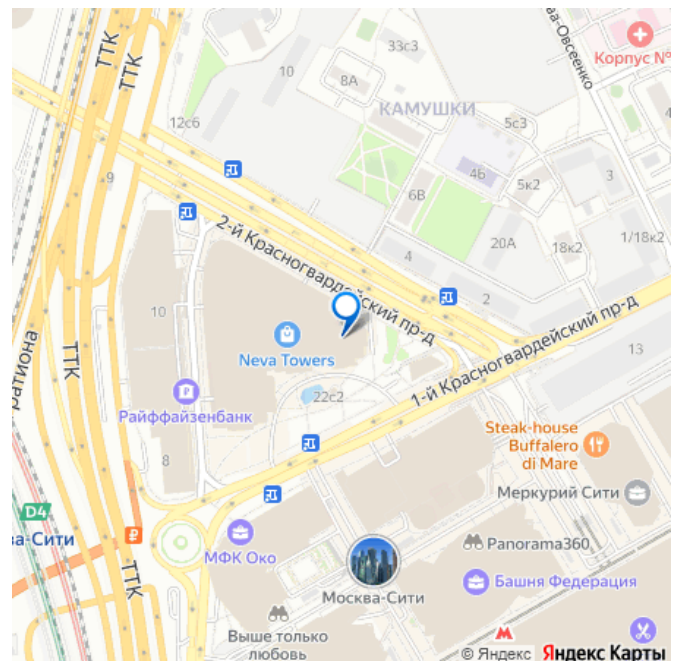 ТТК
ТТК
33с3
ва-Овсеенко
Корпус №
10
8А
КАМУШКИ
12с6
5с3
9
4б
5к2
3
6В
2-й Красногвардейский пр-д
20А
18к2
1/18к2
4
2
10
1-й Красногвардейский пр-д
13
ТТК
ратиона
Neva Towers
22с2
Райффайзенбанк
Steak-house
Buffalero
di Mare
8
Меркурий Сити
D4
ва-Сити
МФК Око
Panorama360
Башня Федерация
ТТК
Москва-Сити
Выше только
любовь
© Яндекс Яндекс Карты